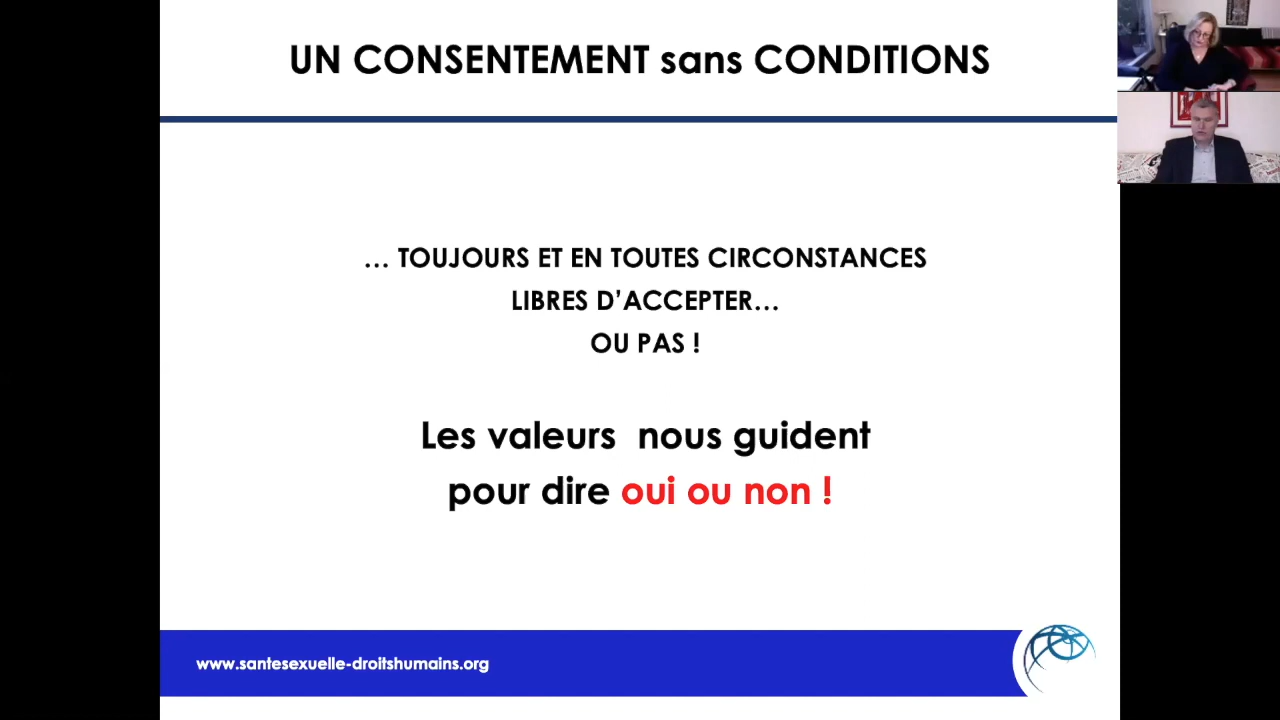 UN CONSENTEMENT sans CONDITIONS
… TOUJOURS ET EN TOUTES CIRCONSTANCES
LIBRES D’ACCEPTER…
OU PAS !
Les valeurs  nous guident
pour dire oui ou non !
www.santesexuelle-droitshumains.org